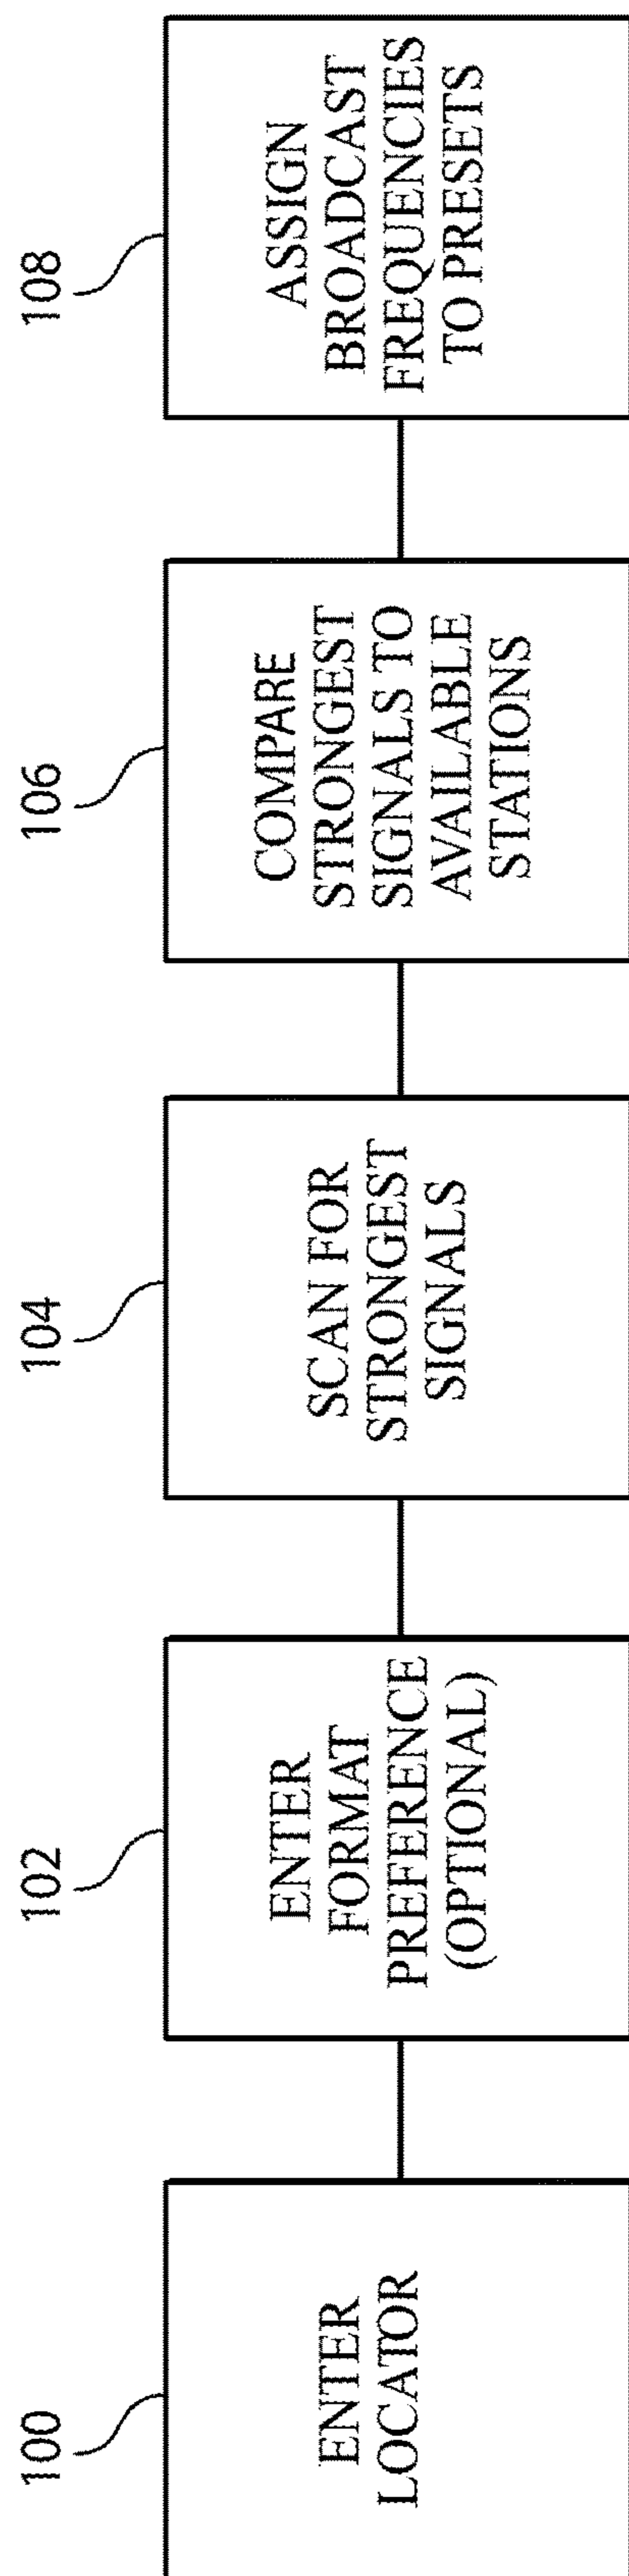 100
ENTER
LOCATOR
102
ENTER
FORMAT
PREFERENCE
(OPTIONAL)
104
SCAN FOR
STRONGEST
SIGNALS
106
COMPARE
STRONGEST
SIGNALS TO
AVAILABLE
STATIONS
108
ASSIGN
BROADCAST
FREQUENCIES
TO PRESETS